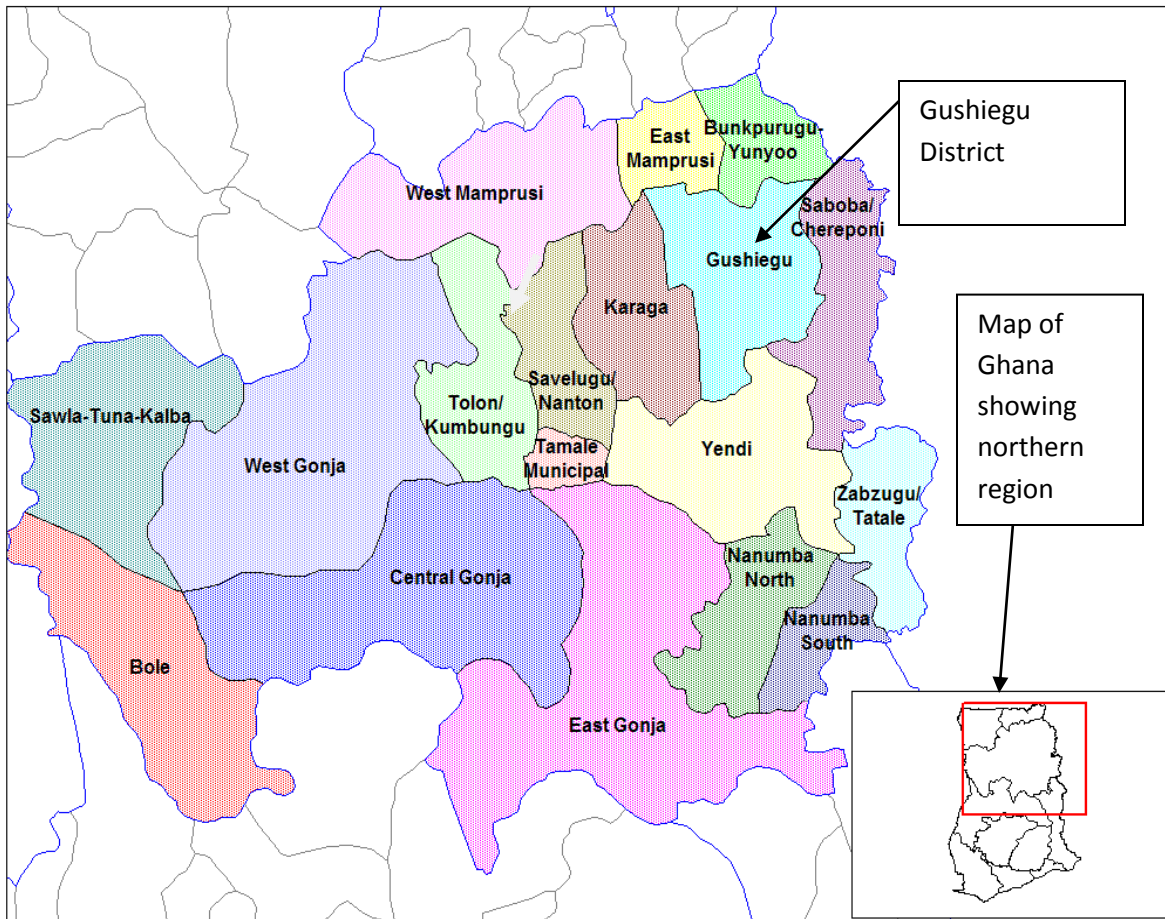 Gushiegu
District
East
Mamprusi
Bunkpurugu-
Yunyoo
West Mamprusi
Saboba/
Chereponi
Gushiegu
Karaga
Map of
Ghana
showing
northern
region
Savelugu/
Nanton
Tolon/
Kumbungu
Sawla-Tuna-Kalba
West Gonja
Tamale
Municipal
Yendi
Zabzugu/
Tatale
Nanumba
North
Central Gonja
Nanumba
South
Bole
East Gonja